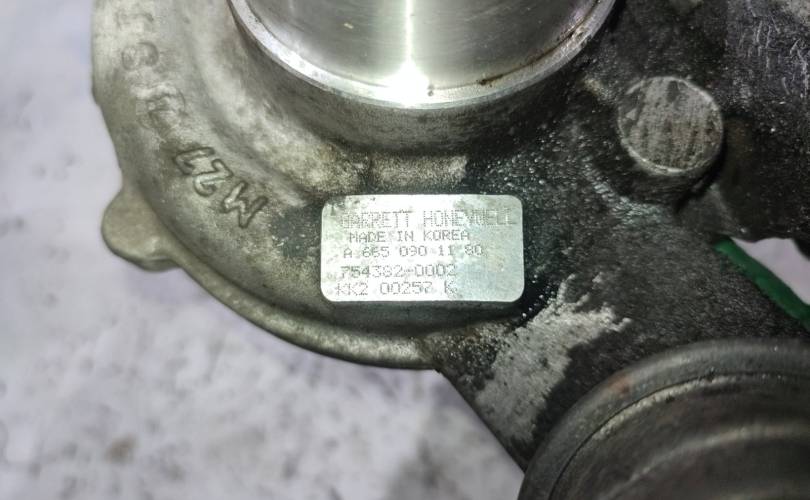 GARRETT HONEYWELL
MADE IN KOREA
A 665 090 11 80
754382-0002
KK2 00257 K
M27